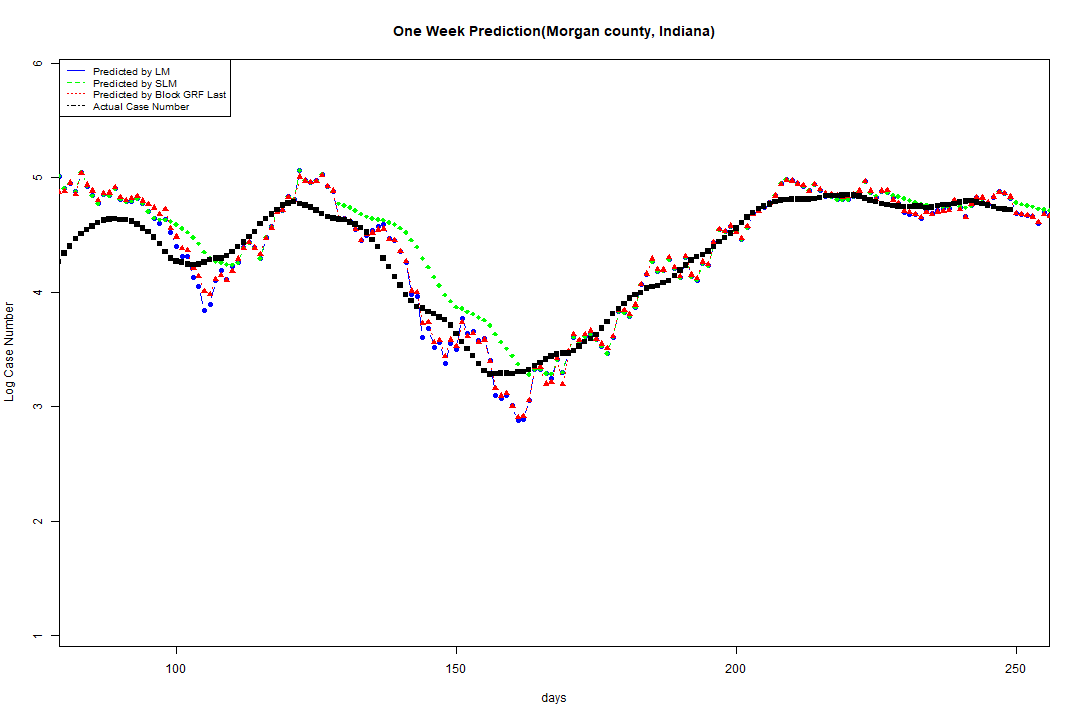 One Week Prediction(Morgan county, Indiana)
Predicted by LM
Predicted by SLM
Predicted by Block GRF Last
Actual Case Number
Log Case Number
6
5
4
3
2
1
100
150
200
250
days